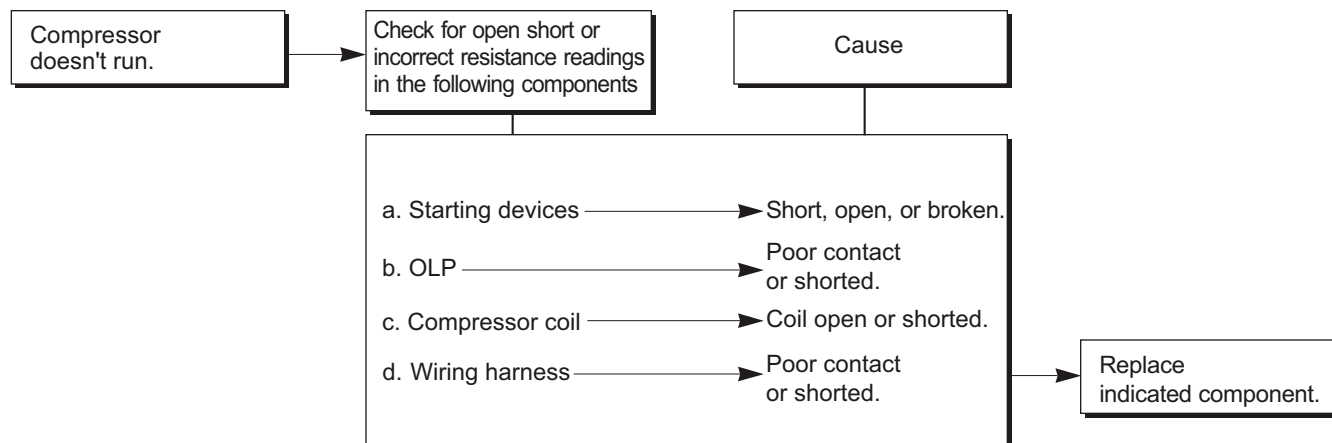 Compressor
doesn't run.
Check for open short or
incorrect resistance readings
in the following components
Cause
a. Starting devices
Short, open, or broken.
b. OLP
Poor contact
or shorted.
c. Compressor coil
Coil open or shorted.
d. Wiring harness
Poor contact
or shorted.
Replace
indicated component.